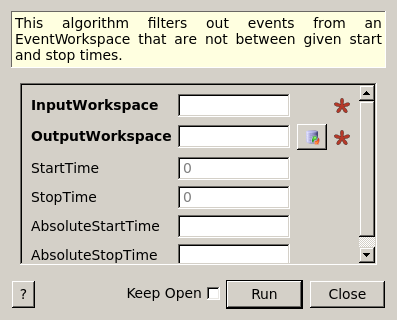 This algorithm filters out events from an
EventWorkspace that are not between given start
and stop times.
InputWorkspace *
OutputWorkspace *
StartTime 0
StopTime 0
AbsoluteStartTime
AbsoluteStopTime
? Keep Open Run Close